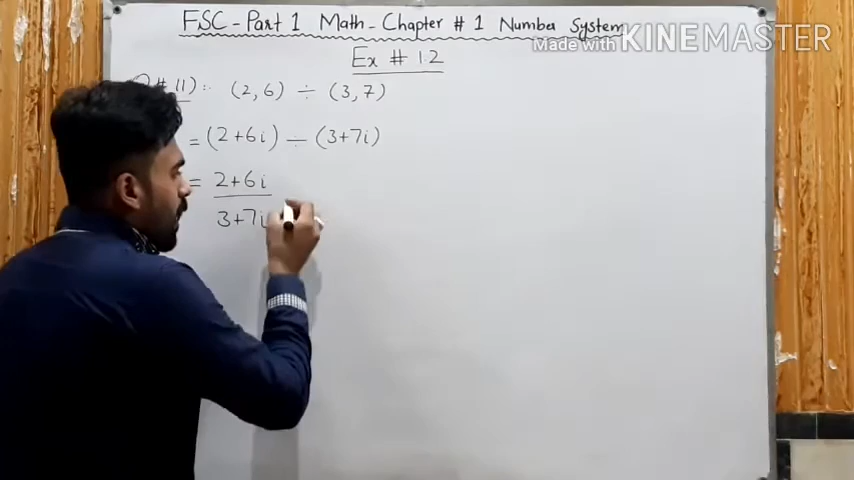 FSC - Part 1 Math - Chapter # 1 Number System
Made with KINEMASTER
Ex # 1.2
# 11) :. (2, 6) ÷ (3, 7)
= (2+6i) ÷ (3+7i)
= 2+6i
3+7i